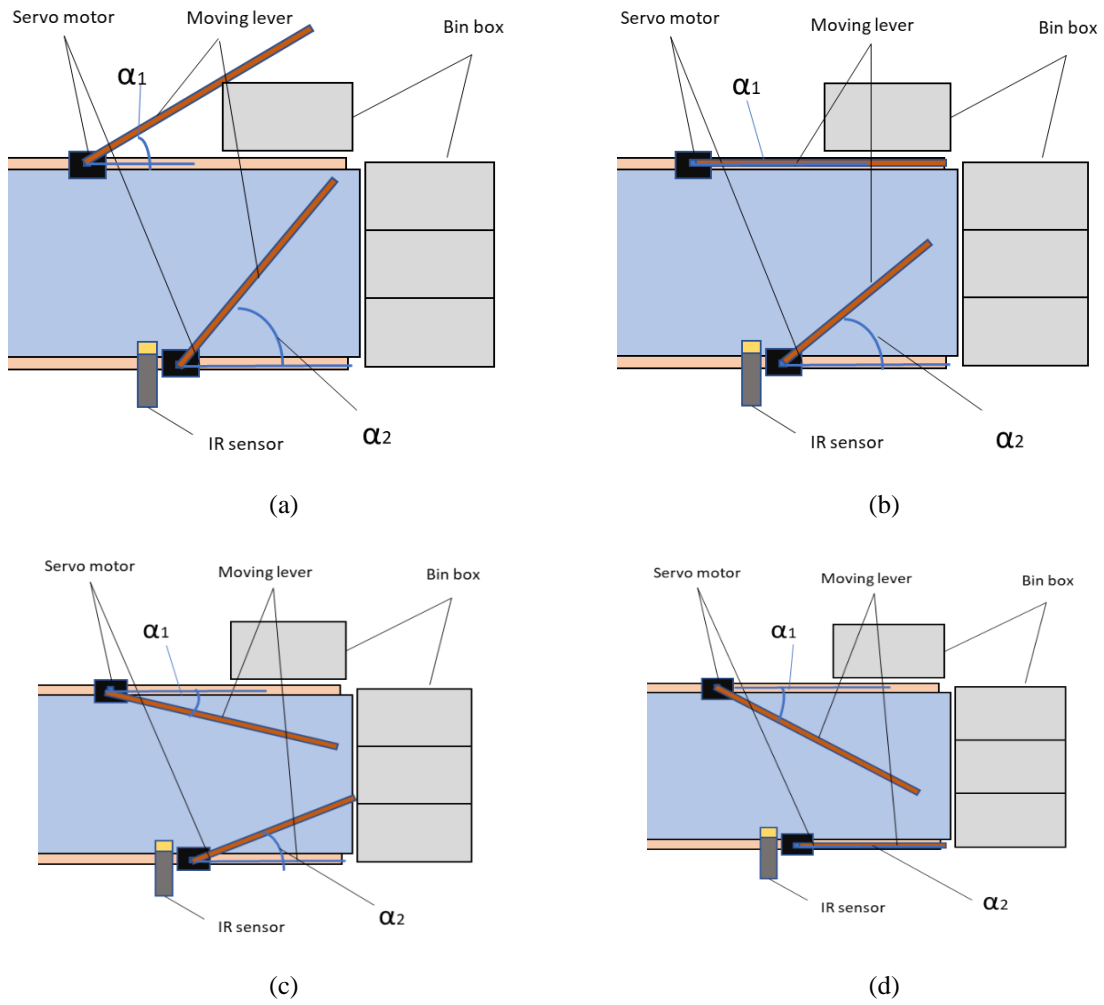 Servo motor Moving lever Bin box
α1
IR sensor
α2
(a)
Servo motor Moving lever Bin box
α1
IR sensor
α2
(b)
Servo motor Moving lever Bin box
α1
α2
IR sensor
(c)
Servo motor Moving lever Bin box
α1
IR sensor α2
(d)